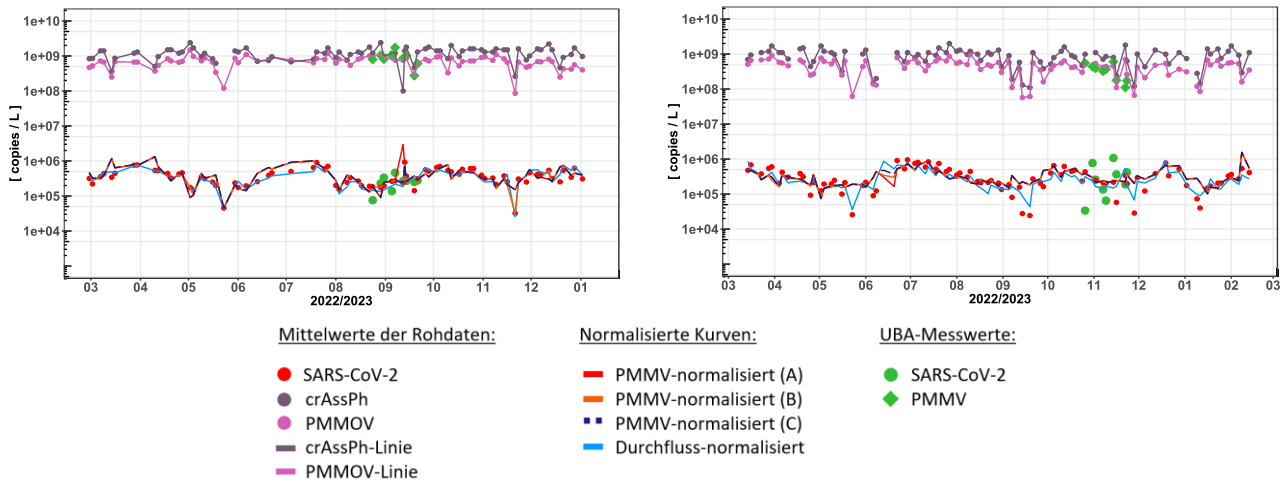 1e+10
1e+09
1e+08
1e+07
1e+06
1e+05
1e+04
[ copies / L ]
03 04 05 06 07 08 09 10 11 12 01
2022/2023
1e+10
1e+09
1e+08
1e+07
1e+06
1e+05
1e+04
[ copies / L ]
03 04 05 06 07 08 09 10 11 12 01 02 03
2022/2023
Mittelwerte der Rohdaten:
SARS-CoV-2
crAssPh
PMMOV
crAssPh-Linie
PMMOV-Linie
Normalisierte Kurven:
PMMV-normalisiert (A)
PMMV-normalisiert (B)
PMMV-normalisiert (C)
Durchfluss-normalisiert
UBA-Messwerte:
SARS-CoV-2
PMMV